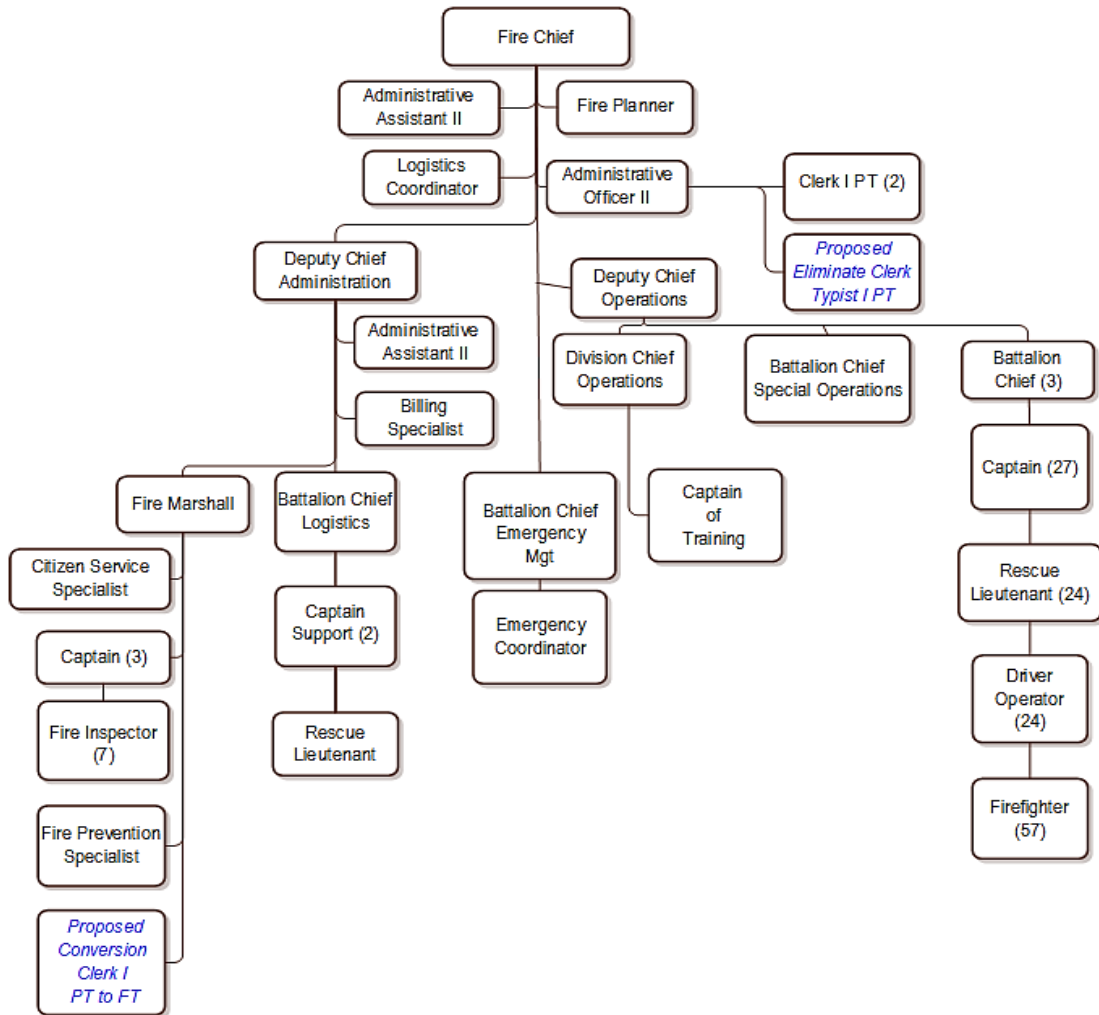 Fire Chief
Administrative
Assistant II
Fire Planner
Logistics
Coordinator
Administrative
Officer II
Clerk I PT (2)
Proposed
Eliminate Clerk
Typist I PT
Deputy Chief
Administration
Deputy Chief
Operations
Administrative
Assistant II
Division Chief
Operations
Battalion Chief
Special Operations
Battalion
Chief (3)
Billing
Specialist
Captain (27)
Fire Marshall
Battalion Chief
Logistics
Battalion Chief
Emergency
Mgt
Captain
of
Training
Citizen Service
Specialist
Captain
Support (2)
Emergency
Coordinator
Rescue
Lieutenant (24)
Captain (3)
Fire Inspector
(7)
Rescue
Lieutenant
Driver
Operator
(24)
Fire Prevention
Specialist
Firefighter
(57)
Proposed
Conversion
Clerk I
PT to FT